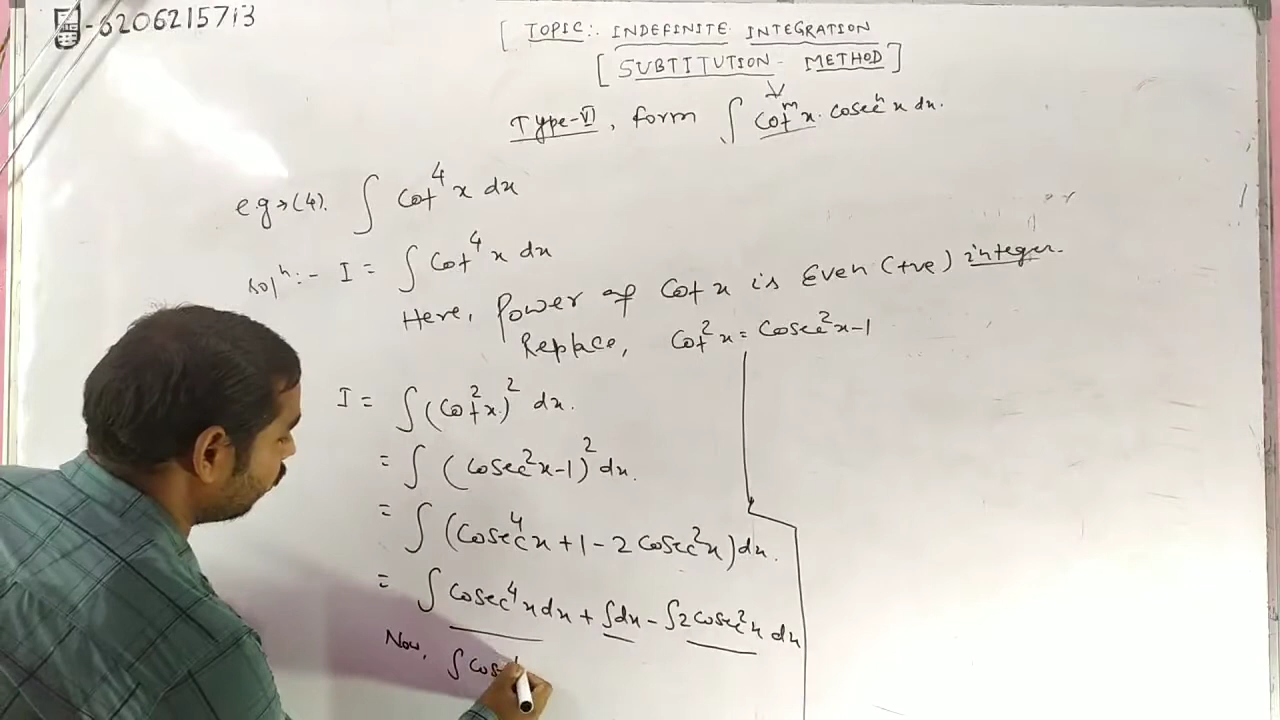 -6206215713
[ TOPIC:. INDEFINITE INTEGRATION
[ SUBTITUTION - METHOD ]
Type-VI, form ∫ Cot^m x. cosec^n x dx.
e.g→(4). ∫ Cot^4 x dx
sol^n:- I = ∫ Cot^4 x dx
Here, Power of Cot x is Even (+ve) integer.
Replace, Cot^2 x = Cosec^2 x-1
I = ∫ (Cot^2 x.)^2 dx.
= ∫ (Cosec^2 x-1)^2 dx.
= ∫ (Cosec^4 x + 1 - 2 cosec^2 x) dx.
= ∫ cosec^4 x dx + ∫ dx - ∫ 2 cosec^2 x dx
Now, ∫ cos